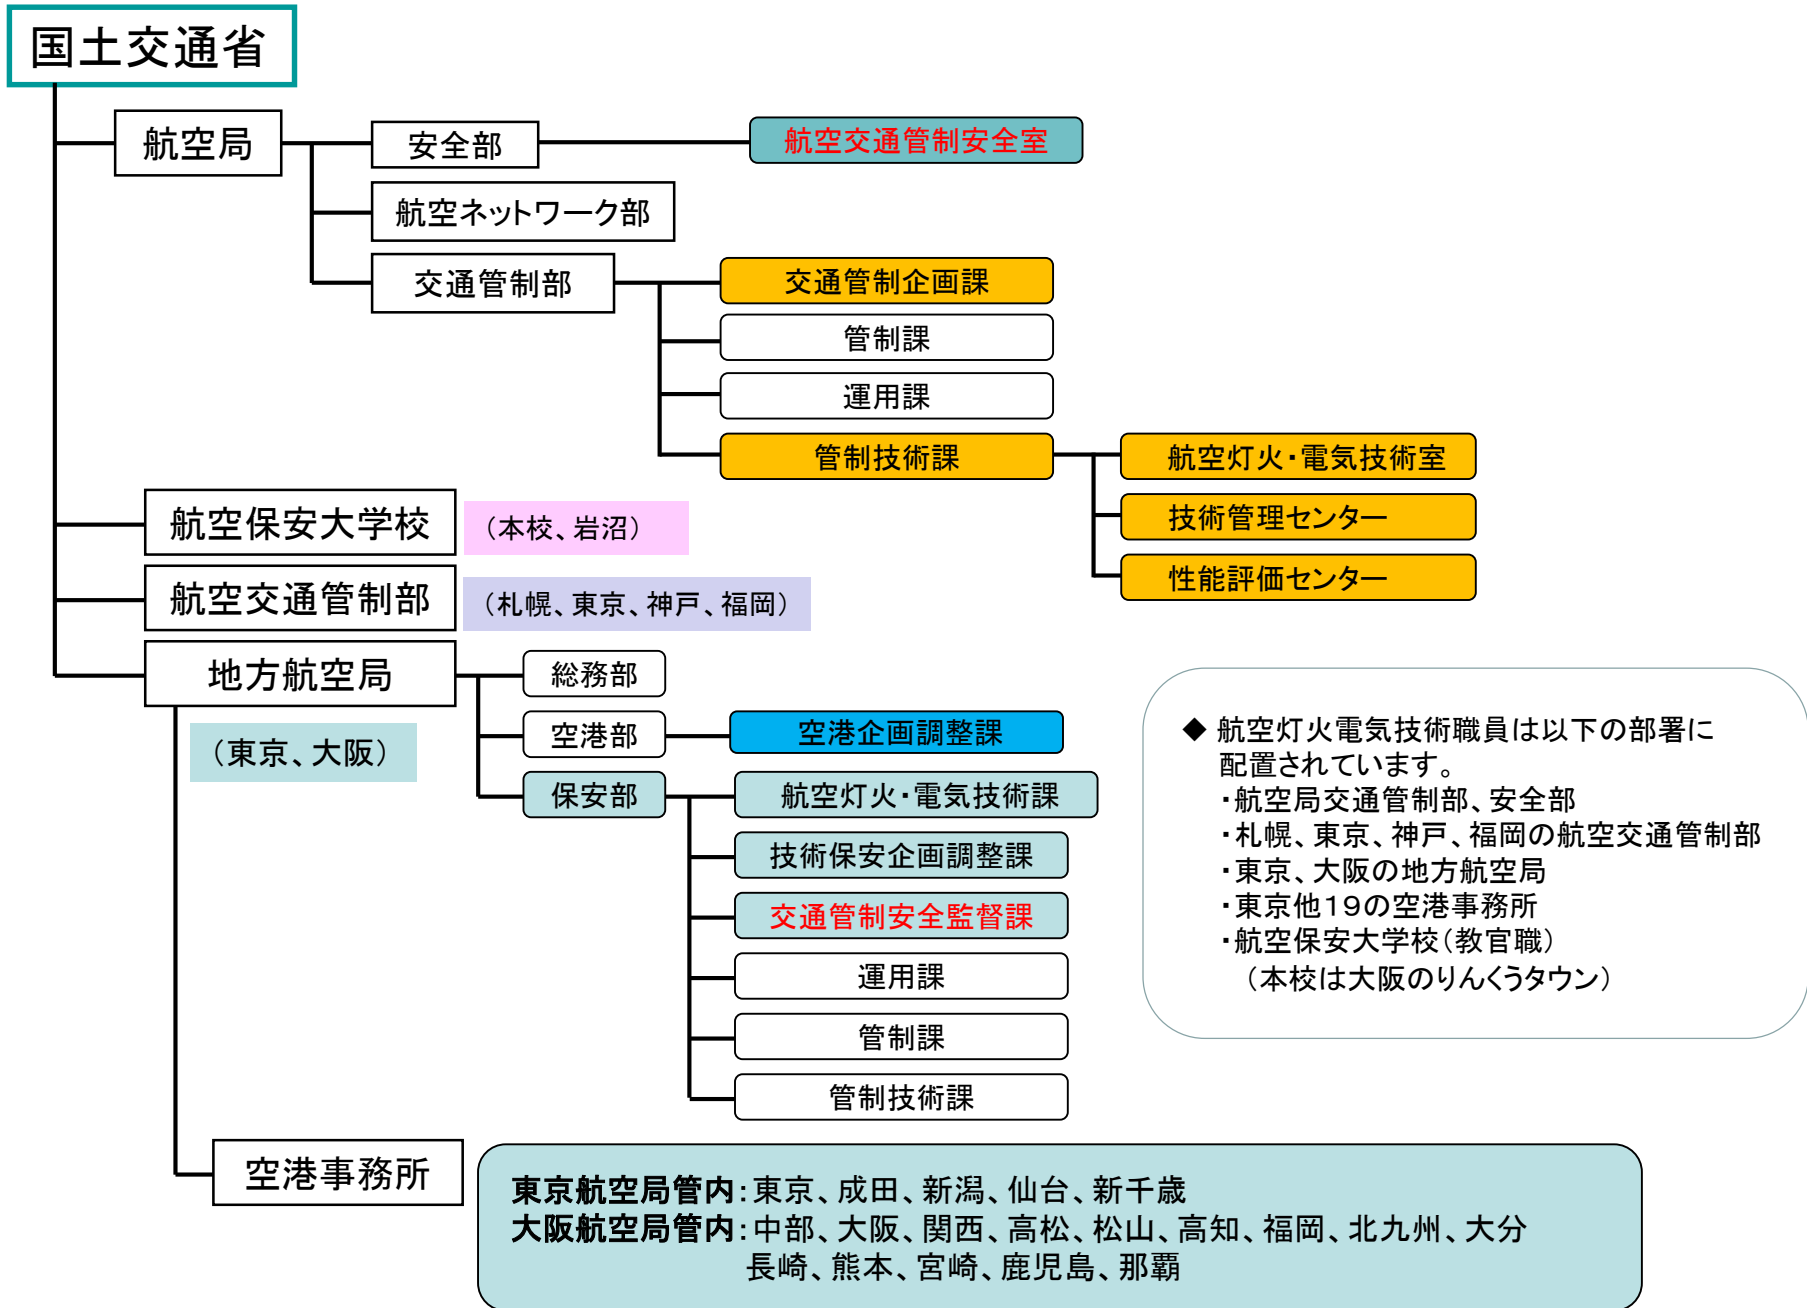 国土交通省
航空局
安全部
航空交通管制安全室
航空ネットワーク部
交通管制部
交通管制企画課
管制課
運用課
管制技術課
航空灯火・電気技術室
技術管理センター
性能評価センター
航空保安大学校
（本校、岩沼）
航空交通管制部
（札幌、東京、神戸、福岡）
地方航空局
（東京、大阪）
総務部
空港部
空港企画調整課
保安部
航空灯火・電気技術課
技術保安企画調整課
交通管制安全監督課
運用課
管制課
管制技術課
◆ 航空灯火電気技術職員は以下の部署に
配置されています。
・航空局交通管制部、安全部
・札幌、東京、神戸、福岡の航空交通管制部
・東京、大阪の地方航空局
・東京他１９の空港事務所
・航空保安大学校（教官職）
（本校は大阪のりんくうタウン）
空港事務所
東京航空局管内：東京、成田、新潟、仙台、新千歳
大阪航空局管内：中部、大阪、関西、高松、松山、高知、福岡、北九州、大分
長崎、熊本、宮崎、鹿児島、那覇